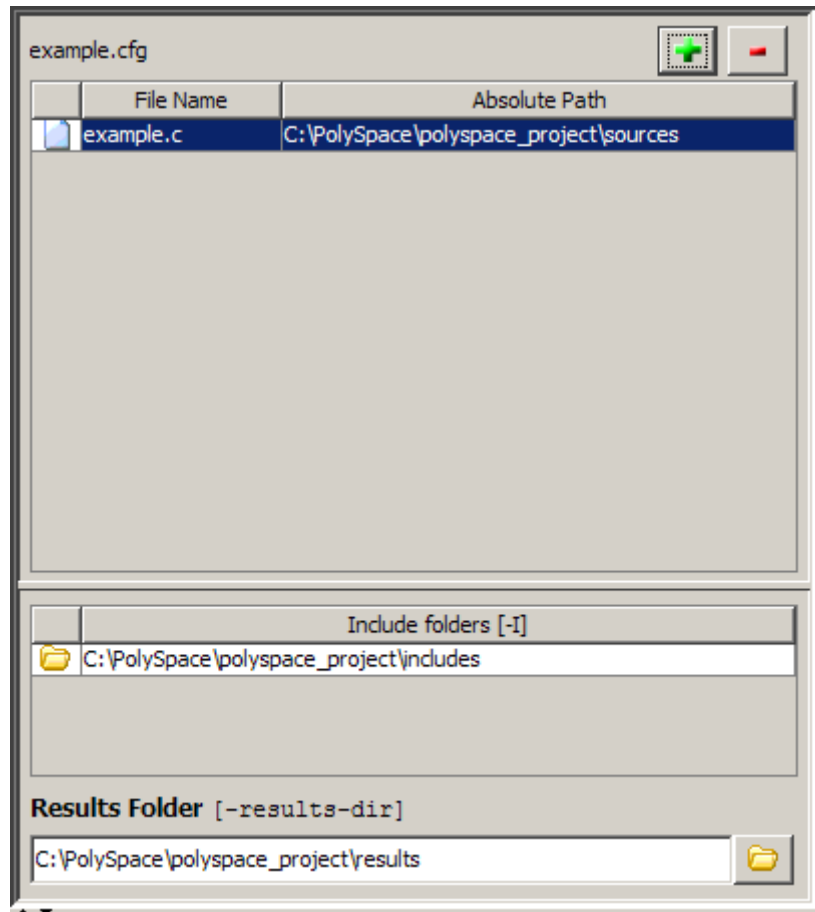 example.cfg
File Name Absolute Path
example.c C:\PolySpace\polyspace_project\sources
Include folders [-I]
C:\PolySpace\polyspace_project\includes
Results Folder [-results-dir]
C:\PolySpace\polyspace_project\results